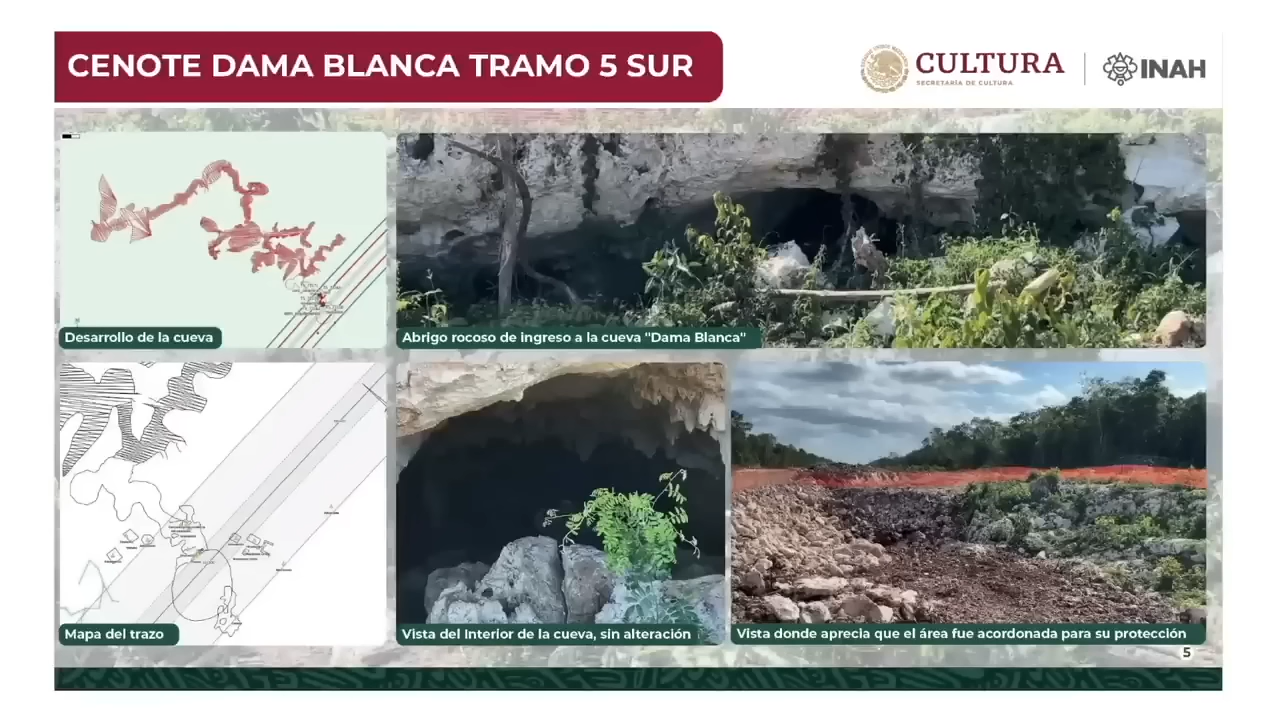 CENOTE DAMA BLANCA TRAMO 5 SUR
CULTURA
SECRETARÍA DE CULTURA
INAH
Desarrollo de la cueva
Abrigo rocoso de ingreso a la cueva "Dama Blanca"
Mapa del trazo
Vista del Interior de la cueva, sin alteración
Vista donde aprecia que el área fue acordonada para su protección
5